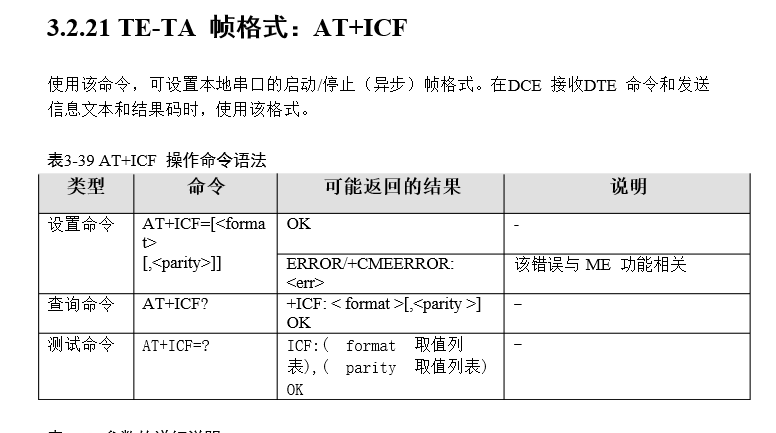 3.2.21 TE-TA 帧格式：AT+ICF
使用该命令，可设置本地串口的启动/停止（异步）帧格式。在DCE 接收DTE 命令和发送
信息文本和结果码时，使用该格式。
表3-39 AT+ICF 操作命令语法
类型 命令 可能返回的结果 说明
设置命令 AT+ICF=[<forma OK -
t>
[,<parity>]] ERROR/+CMEERROR: 该错误与 ME 功能相关
<err>
查询命令 AT+ICF? +ICF: < format >[,<parity >] –
OK
测试命令 AT+ICF=? ICF:( format 取值列 –
表),( parity 取值列表)
OK